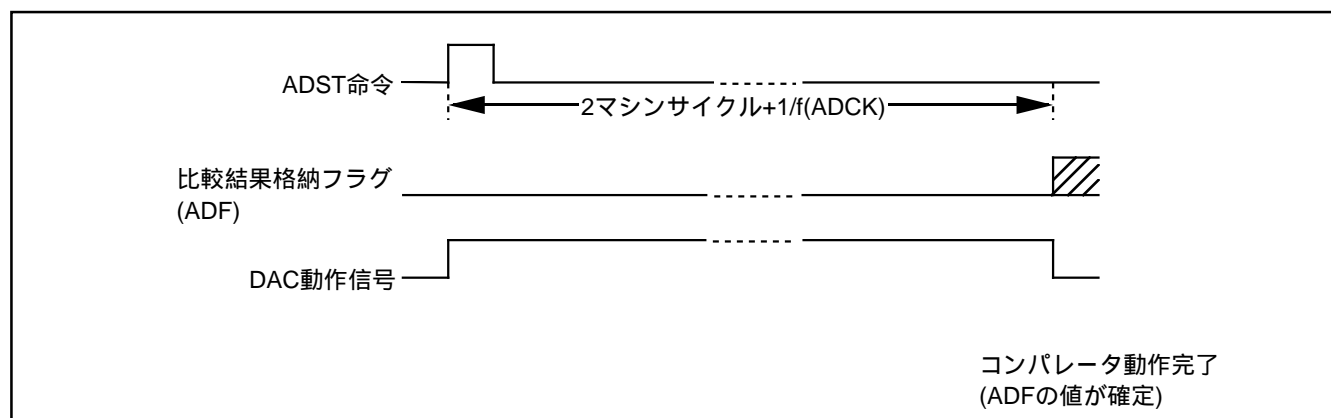 ADST命令
2マシンサイクル+1/f(ADCK)
比較結果格納フラグ
(ADF)
DAC動作信号
コンパレータ動作完了
(ADFの値が確定)